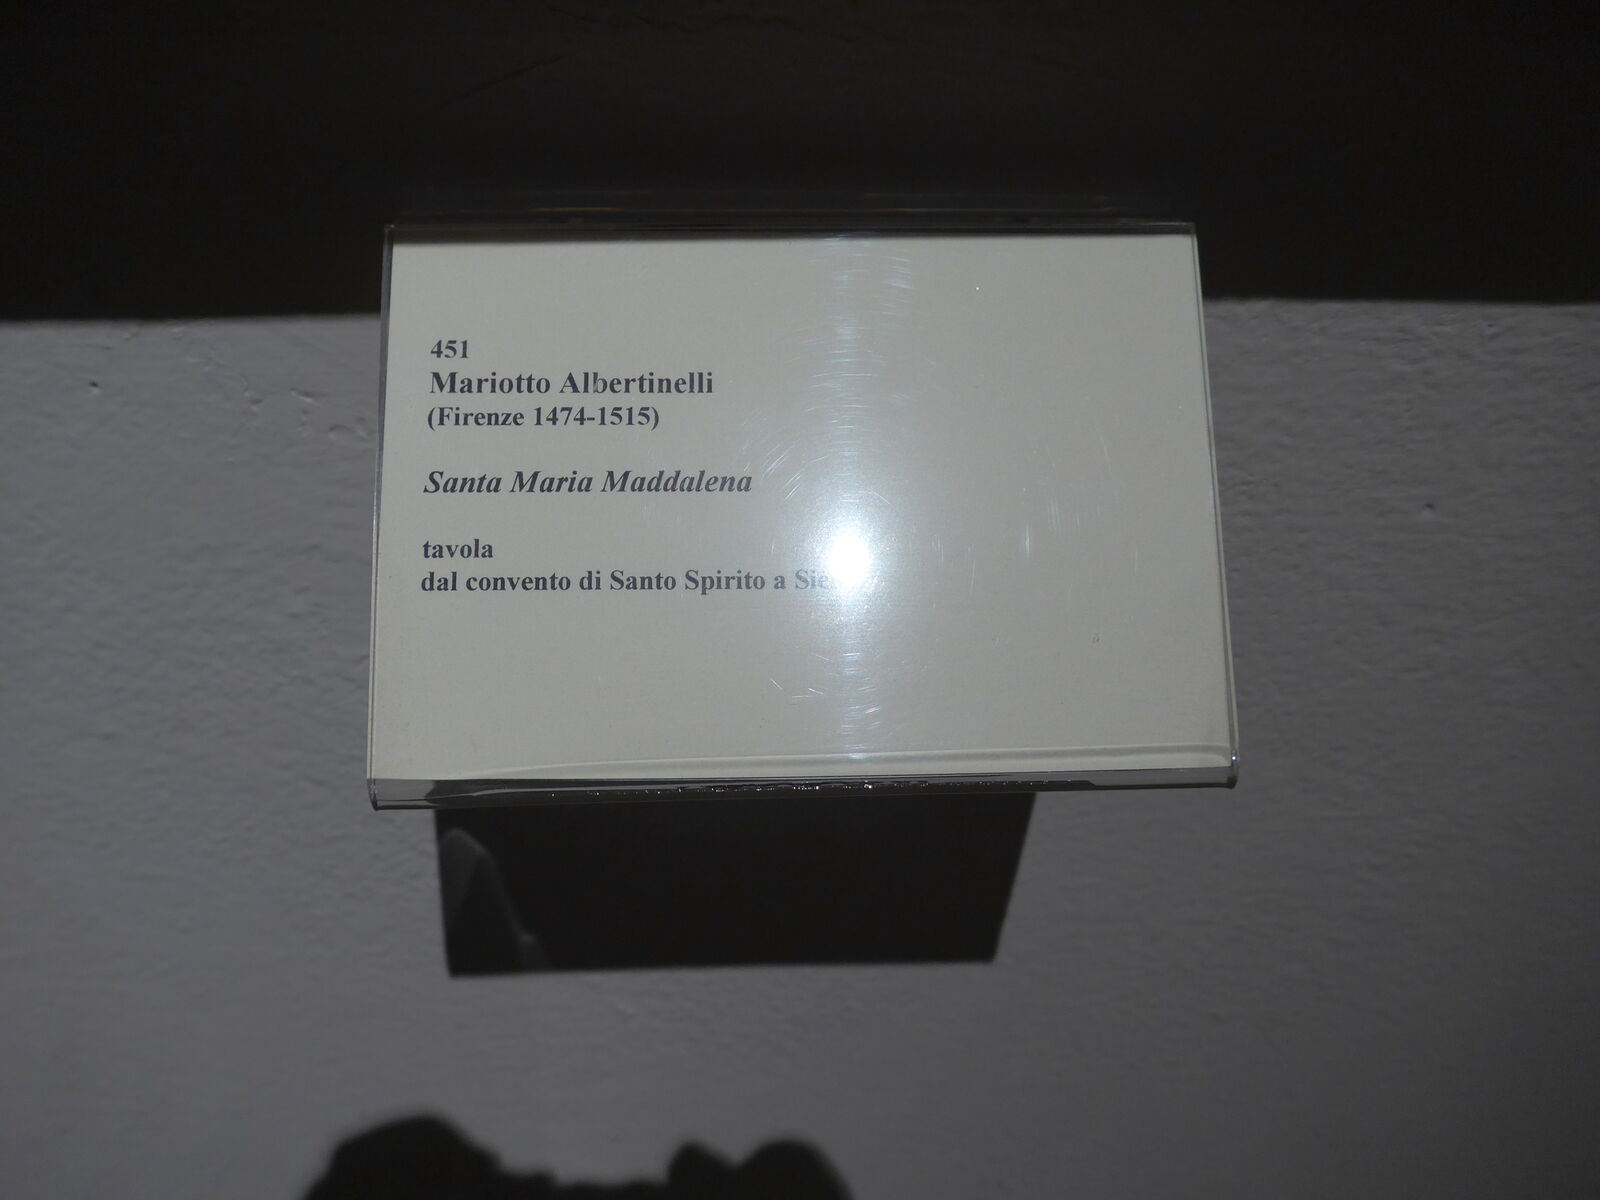 451
Mariotto Albertinelli
(Firenze 1474-1515)
Santa Maria Maddalena
tavola
dal convento di Santo Spirito a